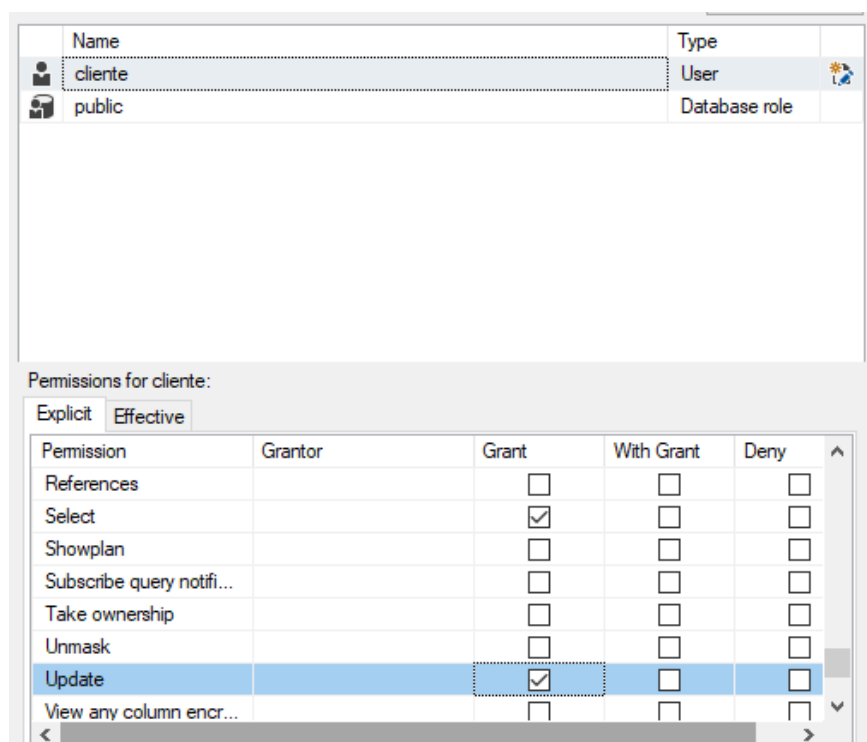 Name Type
cliente User
public Database role
Permissions for cliente:
Explicit Effective
Permission Grantor Grant With Grant Deny
References
Select
Showplan
Subscribe query notifi...
Take ownership
Unmask
Update
View any column encr...